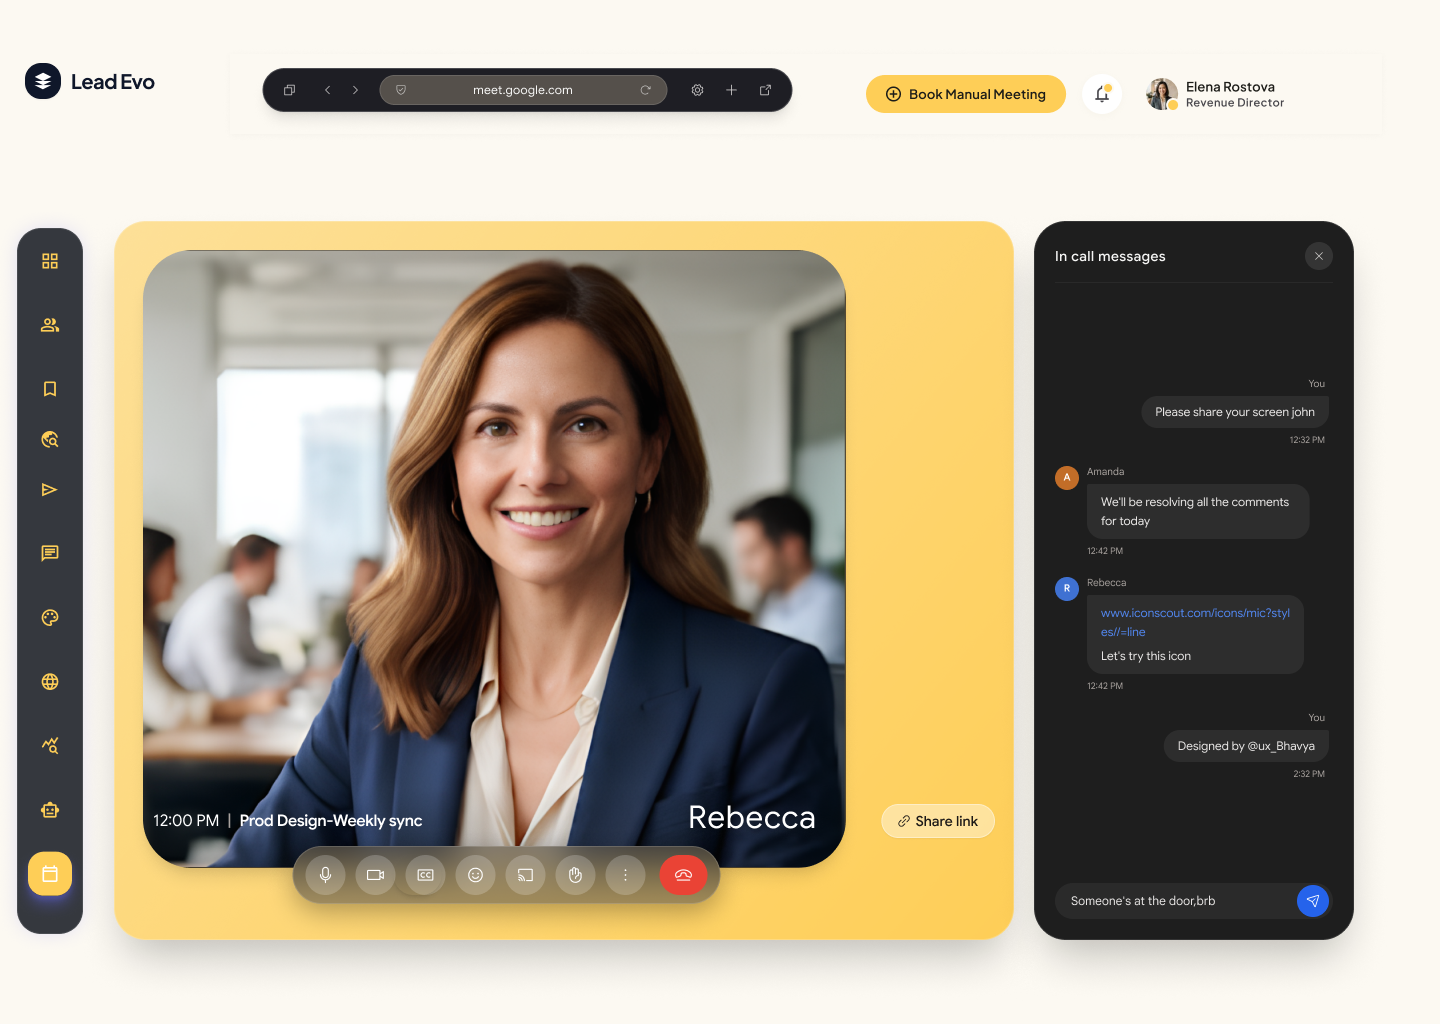 Lead Evo
meet.google.com
Book Manual Meeting
Elena Rostova
Revenue Director
12:00 PM | Prod Design-Weekly sync
Rebecca
CC
Share link
In call messages
You
Please share your screen john
12:32 PM
A
Amanda
We'll be resolving all the comments
for today
12:42 PM
R
Rebecca
www.iconscout.com/icons/mic?styl
es//=line
Let's try this icon
12:42 PM
You
Designed by @ux_Bhavya
2:32 PM
Someone's at the door,brb